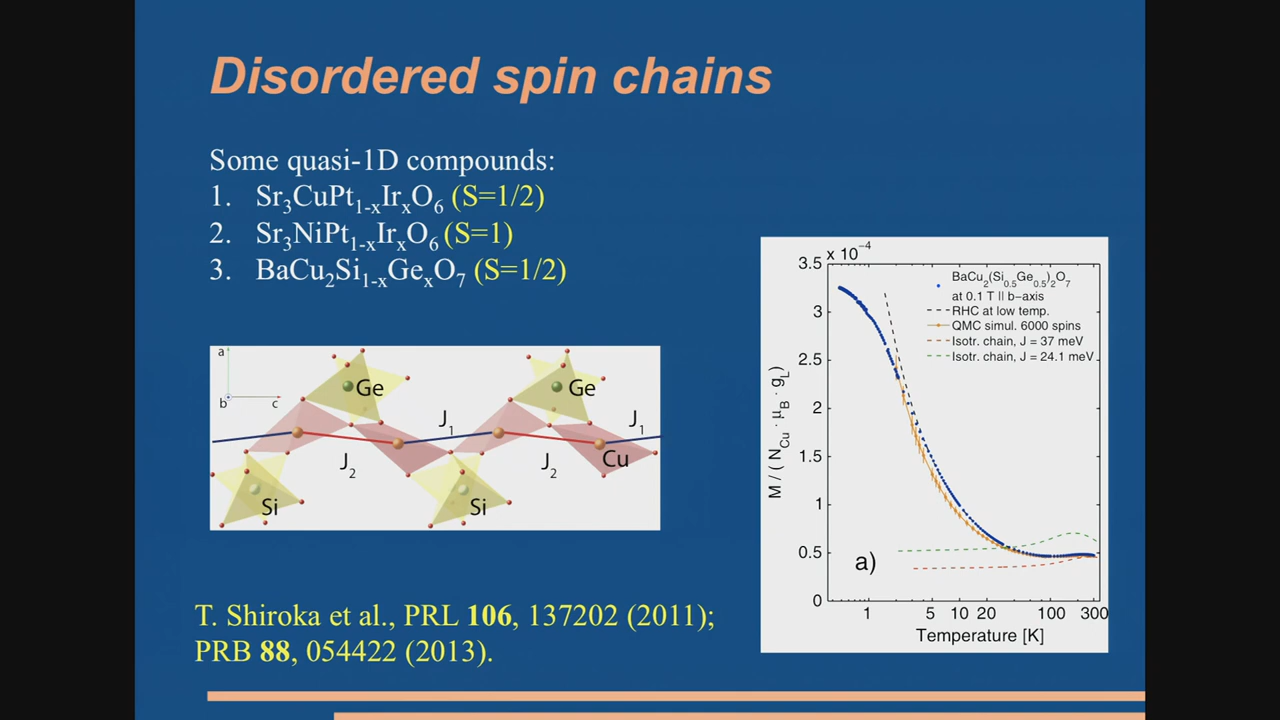 Disordered spin chains
Some quasi-1D compounds:
1. Sr3CuPt1-xIrxO6 (S=1/2)
2. Sr3NiPt1-xIrxO6 (S=1)
3. BaCu2Si1-xGexO7 (S=1/2)
a
b
c
Ge
Ge
J1
J1
J2
J2
Cu
Si
Si
T. Shiroka et al., PRL 106, 137202 (2011);
PRB 88, 054422 (2013).
x 10−4
3.5
3
2.5
2
1.5
1
0.5
0
M / ( NCu · μB · gL)
BaCu2(Si0.5Ge0.5)2O7
at 0.1 T || b−axis
RHC at low temp.
QMC simul. 6000 spins
Isotr. chain, J = 37 meV
Isotr. chain, J = 24.1 meV
a)
1 5 10 20 100 300
Temperature [K]